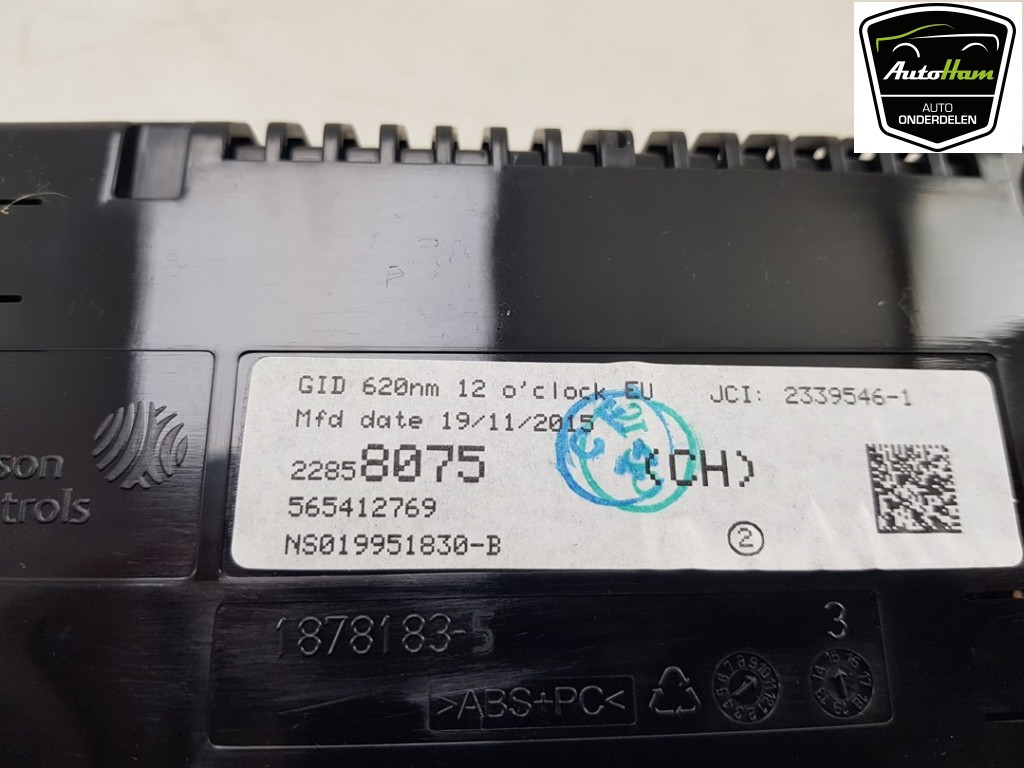 AutoHam
AUTO
ONDERDELEN
GID 620nm 12 o'clock EU JCI: 2339546-1
Mfd date 19/11/2015
22858075 (CH)
565412769
NS019951830-B
2
son
trols
1878183-5
3
>ABS+PC<